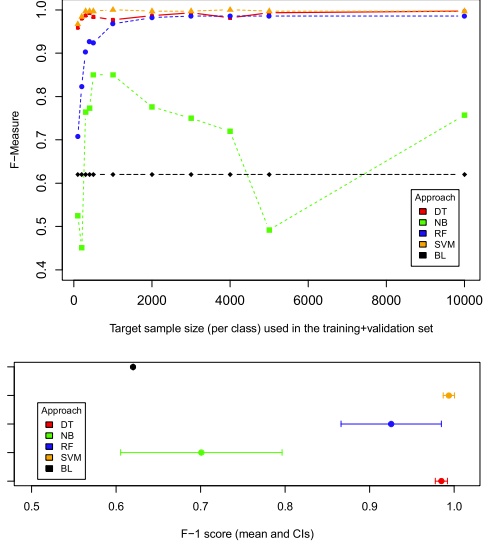 F−Measure
1.0
0.9
0.8
0.7
0.6
0.5
0.4
Approach
DT
NB
RF
SVM
BL
0 2000 4000 6000 8000 10000
Target sample size (per class) used in the training+validation set
Approach
DT
NB
RF
SVM
BL
0.5 0.6 0.7 0.8 0.9 1.0
F−1 score (mean and CIs)